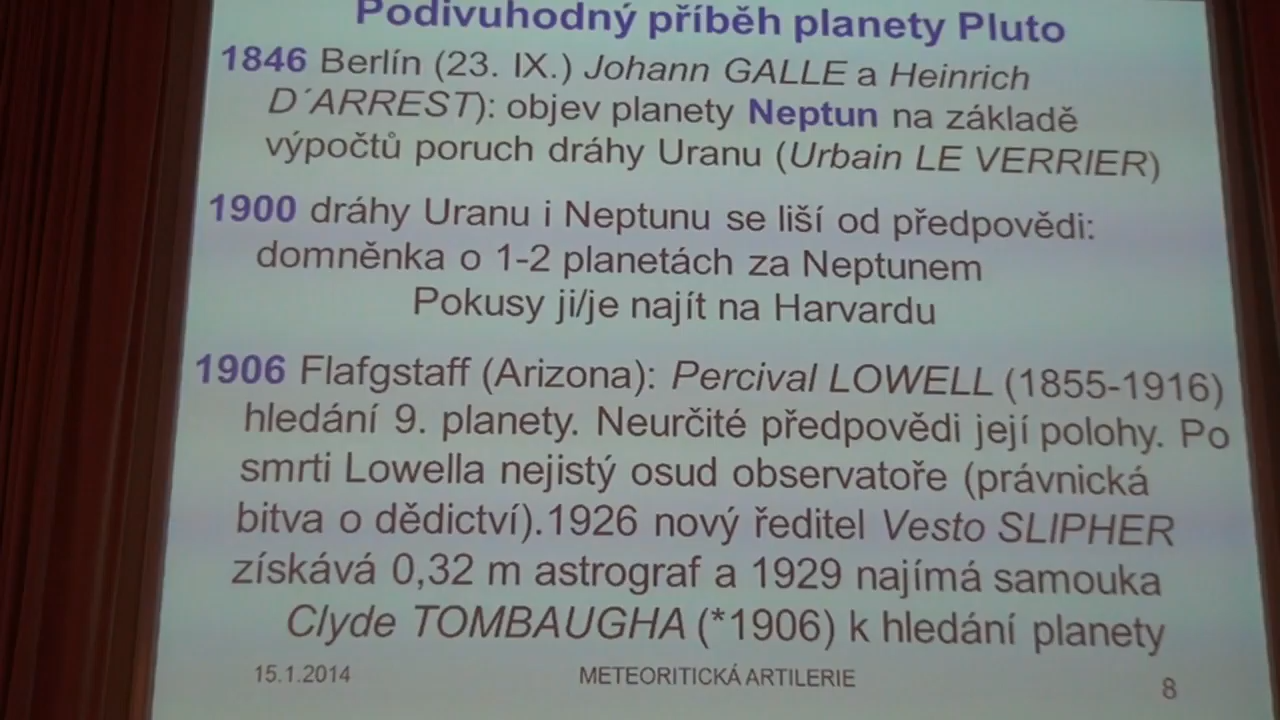 Podivuhodný příběh planety Pluto
1846 Berlín (23. IX.) Johann GALLE a Heinrich
D´ARREST): objev planety Neptun na základě
výpočtů poruch dráhy Uranu (Urbain LE VERRIER)
1900 dráhy Uranu i Neptunu se liší od předpovědi:
domněnka o 1-2 planetách za Neptunem
Pokusy ji/je najít na Harvardu
1906 Flafgstaff (Arizona): Percival LOWELL (1855-1916)
hledání 9. planety. Neurčité předpovědi její polohy. Po
smrti Lowella nejistý osud observatoře (právnická
bitva o dědictví).1926 nový ředitel Vesto SLIPHER
získává 0,32 m astrograf a 1929 najímá samouka
Clyde TOMBAUGHA (*1906) k hledání planety
15.1.2014 METEORITICKÁ ARTILERIE 8